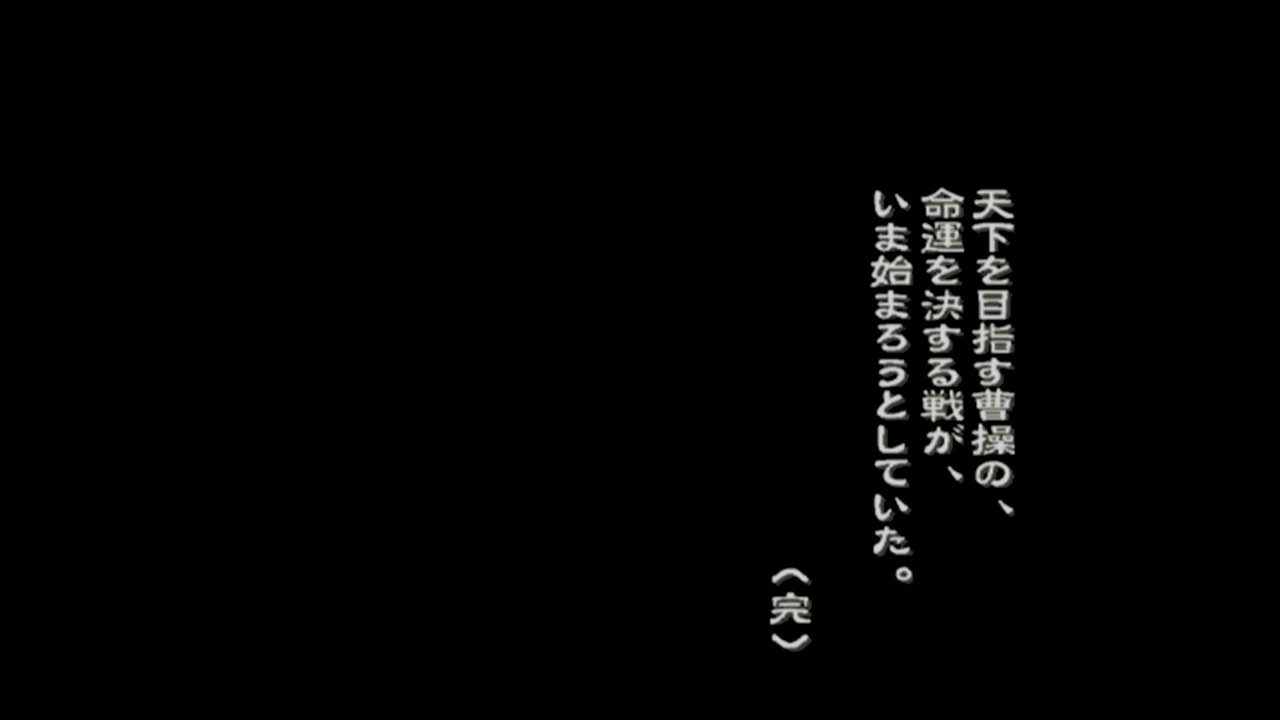 天下を目指す曹操の、
命運を決する戦が、
いま始まろうとしていた。
〈完〉